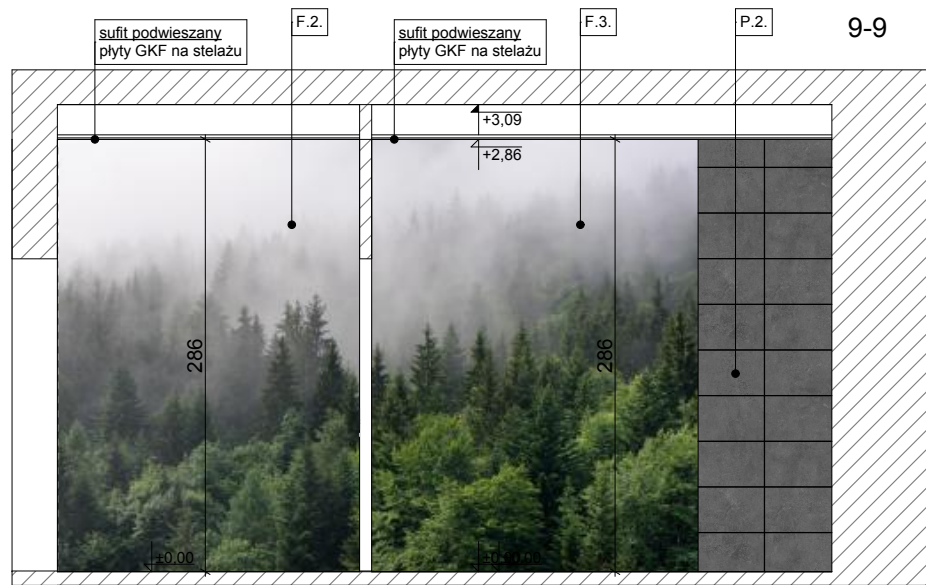 sufit podwieszany
płyty GKF na stelażu
F.2.
sufit podwieszany
płyty GKF na stelażu
F.3.
P.2.
9-9
+3,09
+2,86
286
286
±0.00